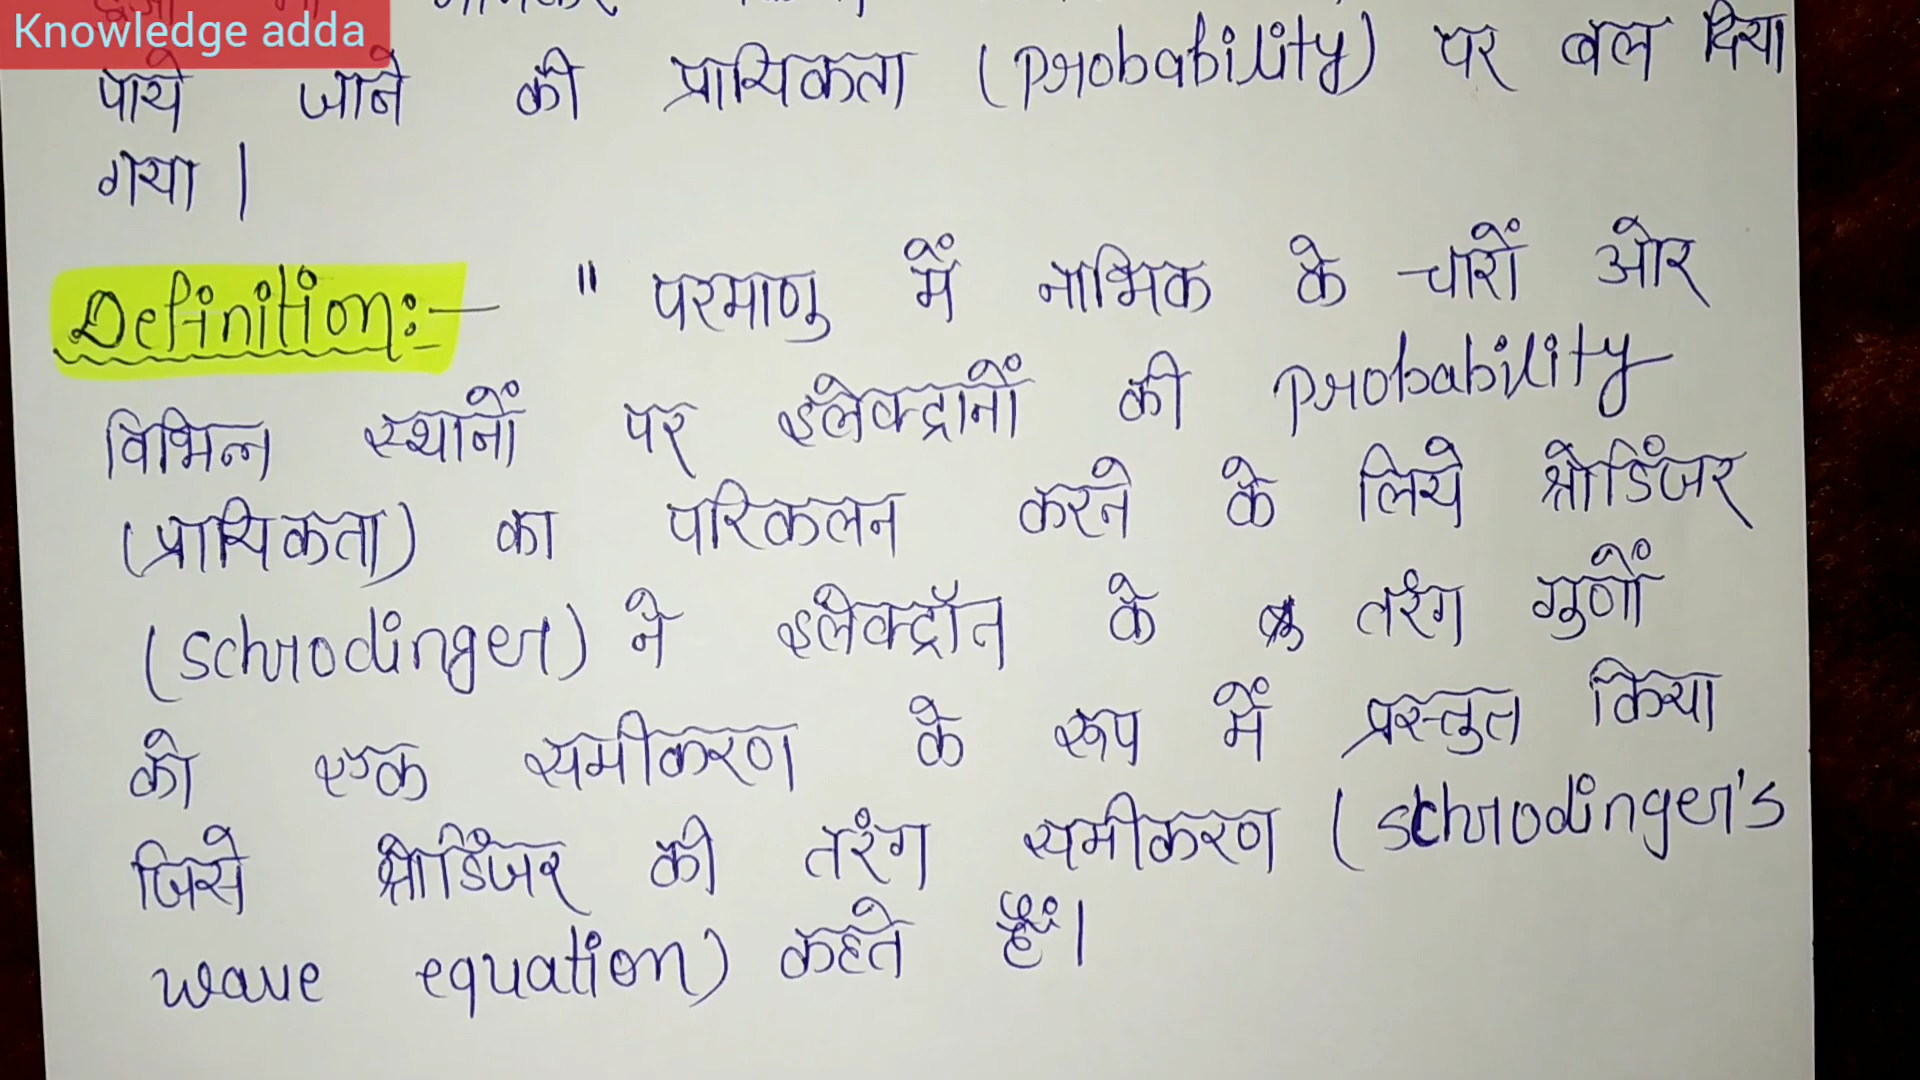 Knowledge adda
पाये जाने की प्रायिकता (Probability) पर बल दिया
गया |
Definition:- " परमाणु में नाभिक के चारों ओर
विभिन्न स्थानों पर इलेक्ट्रानों की Probability
(प्रायिकता) का परिकलन करने के लिये श्रोडिंजर
(schrodinger) ने इलेक्ट्रॉन के तरंग गुणों
को एक समीकरण के रूप में प्रस्तुत किया
जिसे श्रोडिंजर की तरंग समीकरण (schrodinger's
wave equation) कहते हैं।